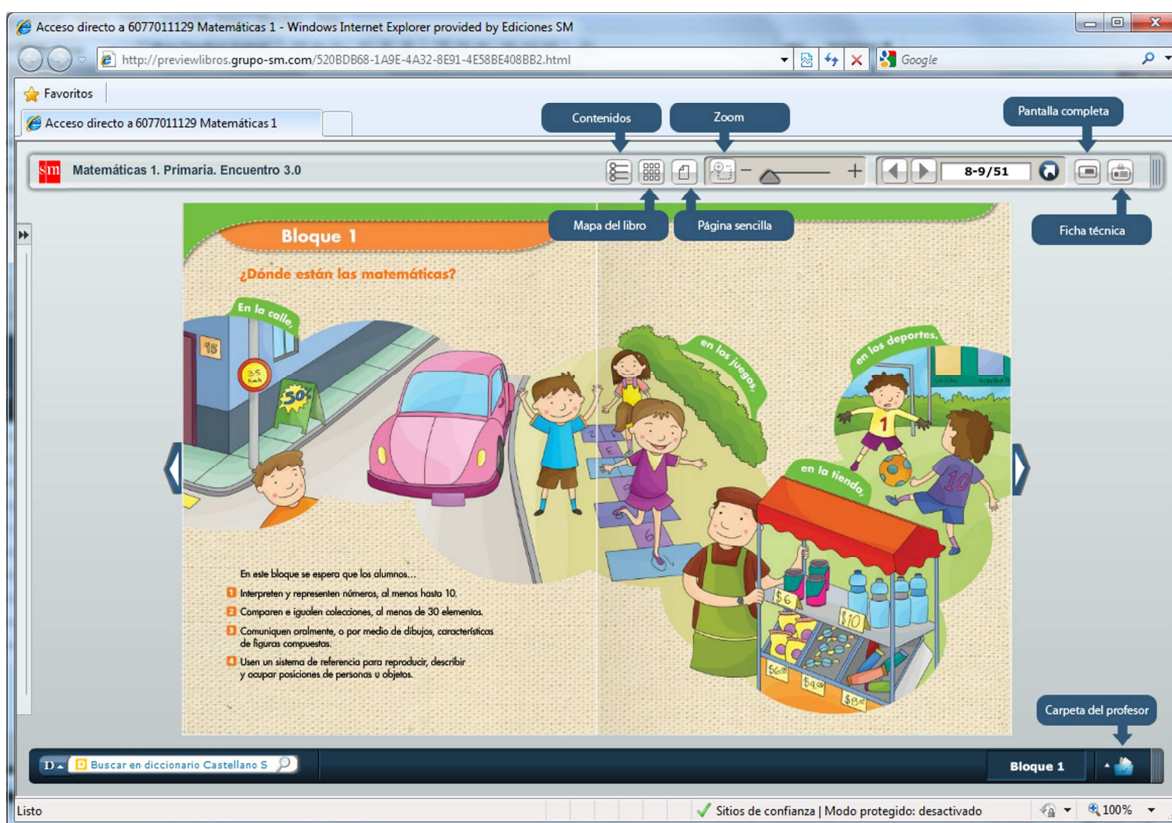 Acceso directo a 6077011129 Matemáticas 1 - Windows Internet Explorer provided by Ediciones SM
http://previewlibros.grupo-sm.com/520BDB68-1A9E-4A32-8E91-4E58BE408BB2.html
Google
Favoritos
Acceso directo a 6077011129 Matemáticas 1
Contenidos
Zoom
Pantalla completa
sm
Matemáticas 1. Primaria. Encuentro 3.0
8-9/51
Mapa del libro
Página sencilla
Ficha técnica
Bloque 1
¿Dónde están las matemáticas?
En la calle,
en los juegos,
en los deportes,
en la tienda,
15
35
Km/h
50%
1
10
6
$6
$10
En este bloque se espera que los alumnos...
1 Interpreten y representen números, al menos hasta 10.
2 Comparen e igualen colecciones, al menos de 30 elementos.
3 Comuniquen oralmente, o por medio de dibujos, características
de figuras compuestas.
4 Usen un sistema de referencia para reproducir, describir
y ocupar posiciones de personas u objetos.
Carpeta del profesor
D
D Buscar en diccionario Castellano S
Bloque 1
Listo
Sitios de confianza | Modo protegido: desactivado
100%